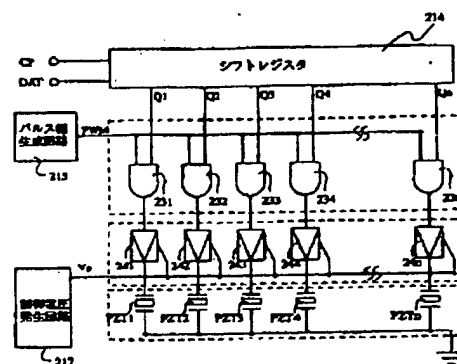 214
CP
シフトレジスタ
DAT
Q1 Q2 Q3 Q4 Qn
パルス幅
生成回路
PWM
213
231 232 233 234
241 242 243 244 24n
制御電圧
発生回路
PZT1 PZT2 PZT3 PZT4 PZTn
217